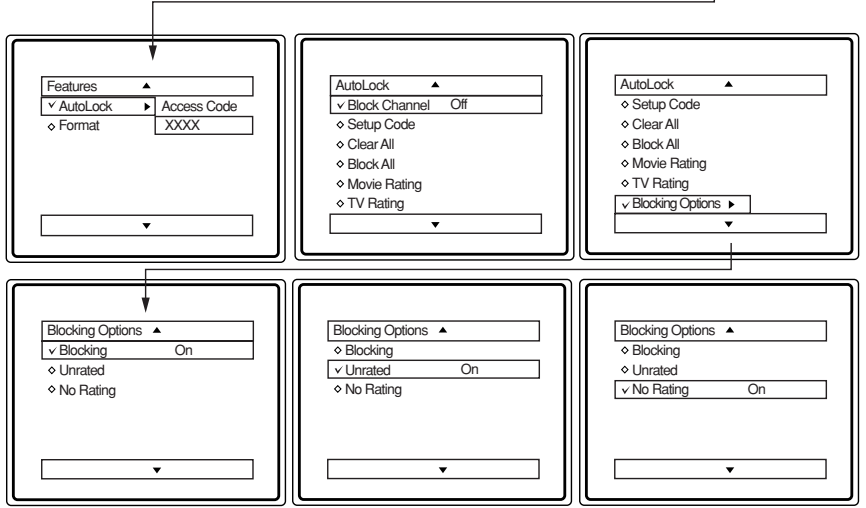 Features
AutoLock Access Code
Format XXXX
AutoLock
Block Channel Off
Setup Code
Clear All
Block All
Movie Rating
TV Rating
AutoLock
Setup Code
Clear All
Block All
Movie Rating
TV Rating
Blocking Options
Blocking Options
Blocking On
Unrated
No Rating
Blocking Options
Blocking
Unrated On
No Rating
Blocking Options
Blocking
Unrated
No Rating On